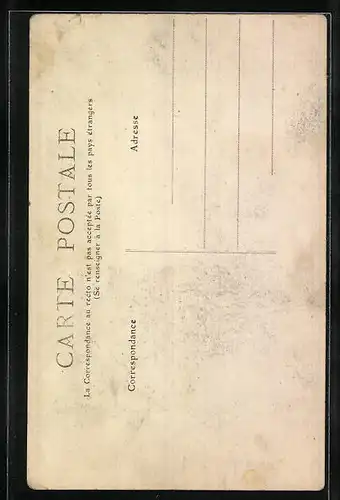 CARTE POSTALE
La Correspondance au recto n'est pas acceptée par tous les pays étrangers
(Se renseigner à la Poste)
Correspondance
Adresse